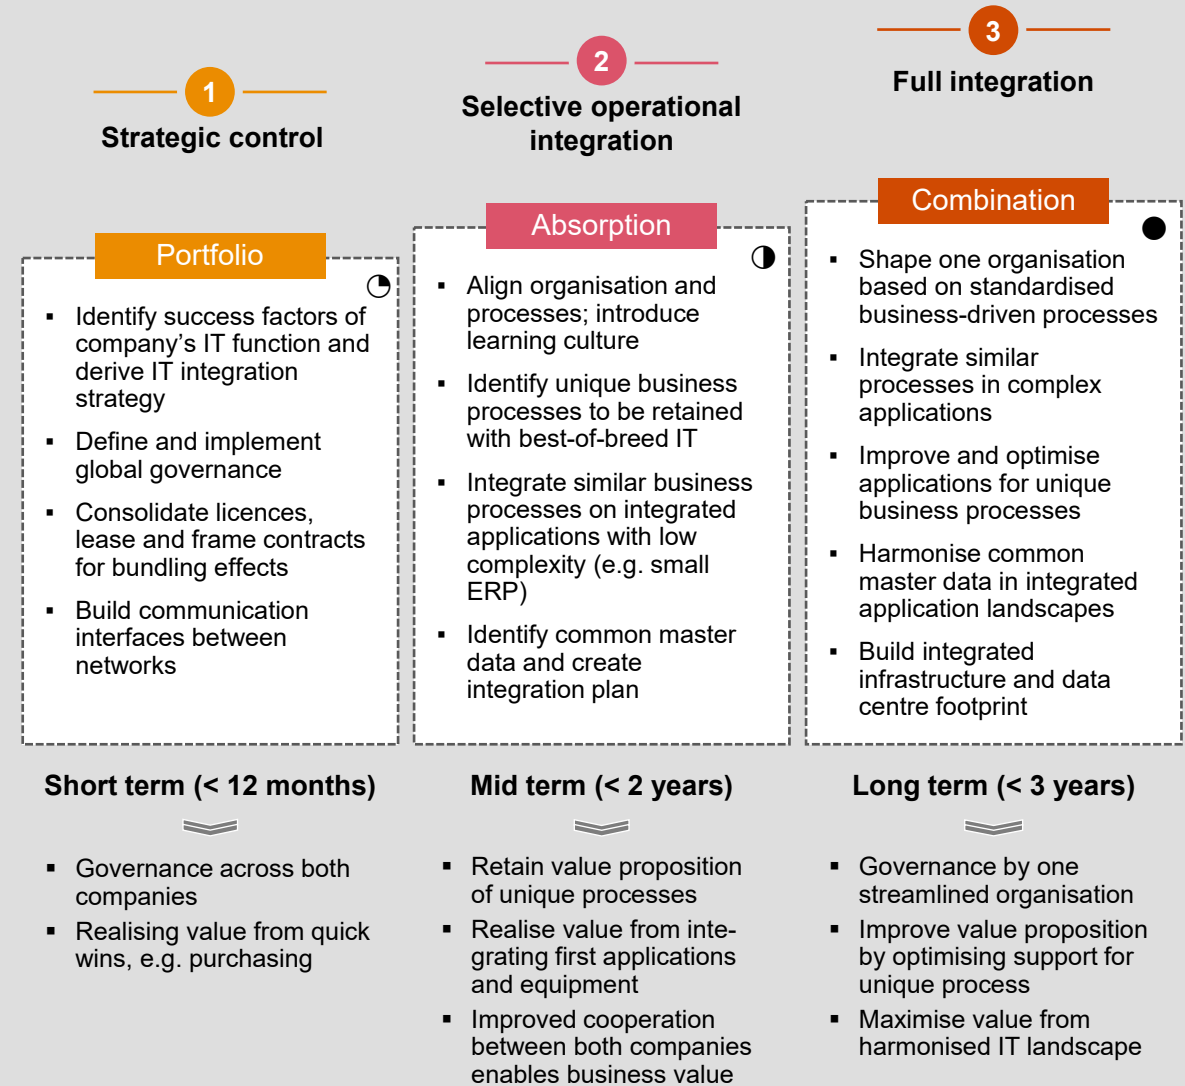 1
Strategic control
Portfolio
▪ Identify success factors of
company’s IT function and
derive IT integration
strategy
▪ Define and implement
global governance
▪ Consolidate licences,
lease and frame contracts
for bundling effects
▪ Build communication
interfaces between
networks
Short term (< 12 months)
▪ Governance across both
companies
▪ Realising value from quick
wins, e.g. purchasing
2
Selective operational
integration
Absorption
▪ Align organisation and
processes; introduce
learning culture
▪ Identify unique business
processes to be retained
with best-of-breed IT
▪ Integrate similar business
processes on integrated
applications with low
complexity (e.g. small
ERP)
▪ Identify common master
data and create
integration plan
Mid term (< 2 years)
▪ Retain value proposition
of unique processes
▪ Realise value from inte-
grating first applications
and equipment
▪ Improved cooperation
between both companies
enables business value
3
Full integration
Combination
▪ Shape one organisation
based on standardised
business-driven processes
▪ Integrate similar
processes in complex
applications
▪ Improve and optimise
applications for unique
business processes
▪ Harmonise common
master data in integrated
application landscapes
▪ Build integrated
infrastructure and data
centre footprint
Long term (< 3 years)
▪ Governance by one
streamlined organisation
▪ Improve value proposition
by optimising support for
unique process
▪ Maximise value from
harmonised IT landscape